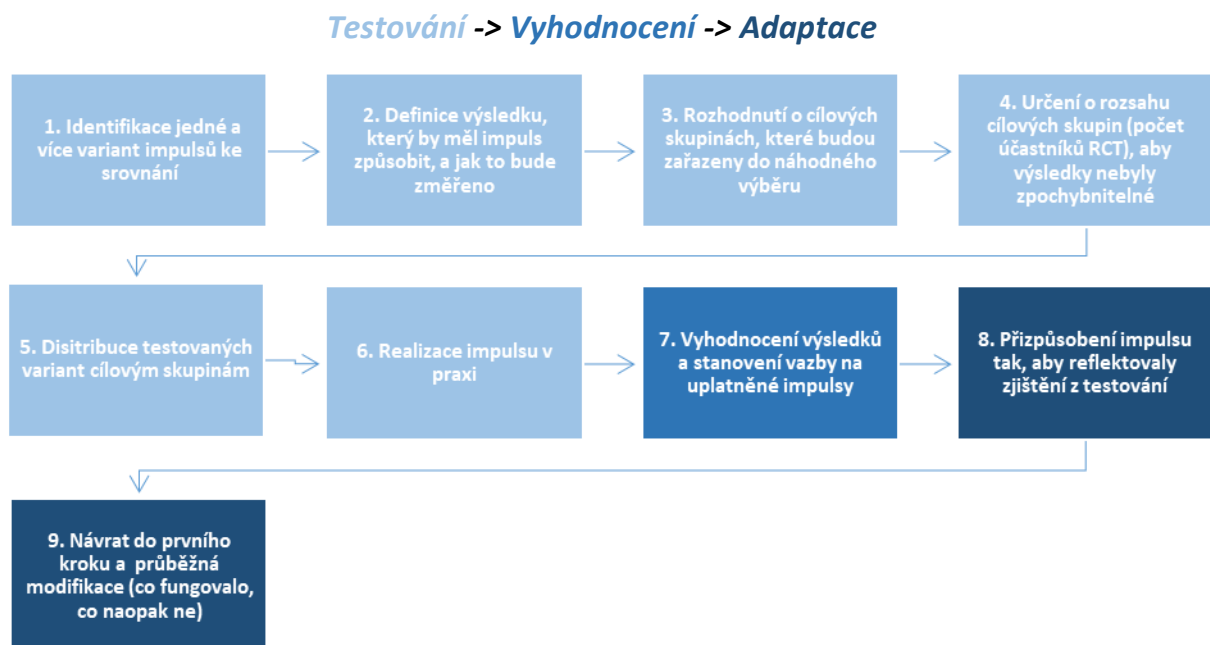 Testování -> Vyhodnocení -> Adaptace
1. Identifikace jedné a
více variant impulsů ke
srovnání
2. Definice výsledku,
který by měl impuls
způsobit, a jak to bude
změřeno
3. Rozhodnutí o cílových
skupinách, které budou
zařazeny do náhodného
výběru
4. Určení o rozsahu
cílových skupin (počet
účastníků RCT), aby
výsledky nebyly
zpochybnitelné
5. Disitribuce testovaných
variant cílovým skupinám
6. Realizace impulsu v
praxi
7. Vyhodnocení výsledků
a stanovení vazby na
uplatněné impulsy
8. Přizpůsobení impulsu
tak, aby reflektovaly
zjištění z testování
9. Návrat do prvního
kroku a průběžná
modifikace (co fungovalo,
co naopak ne)